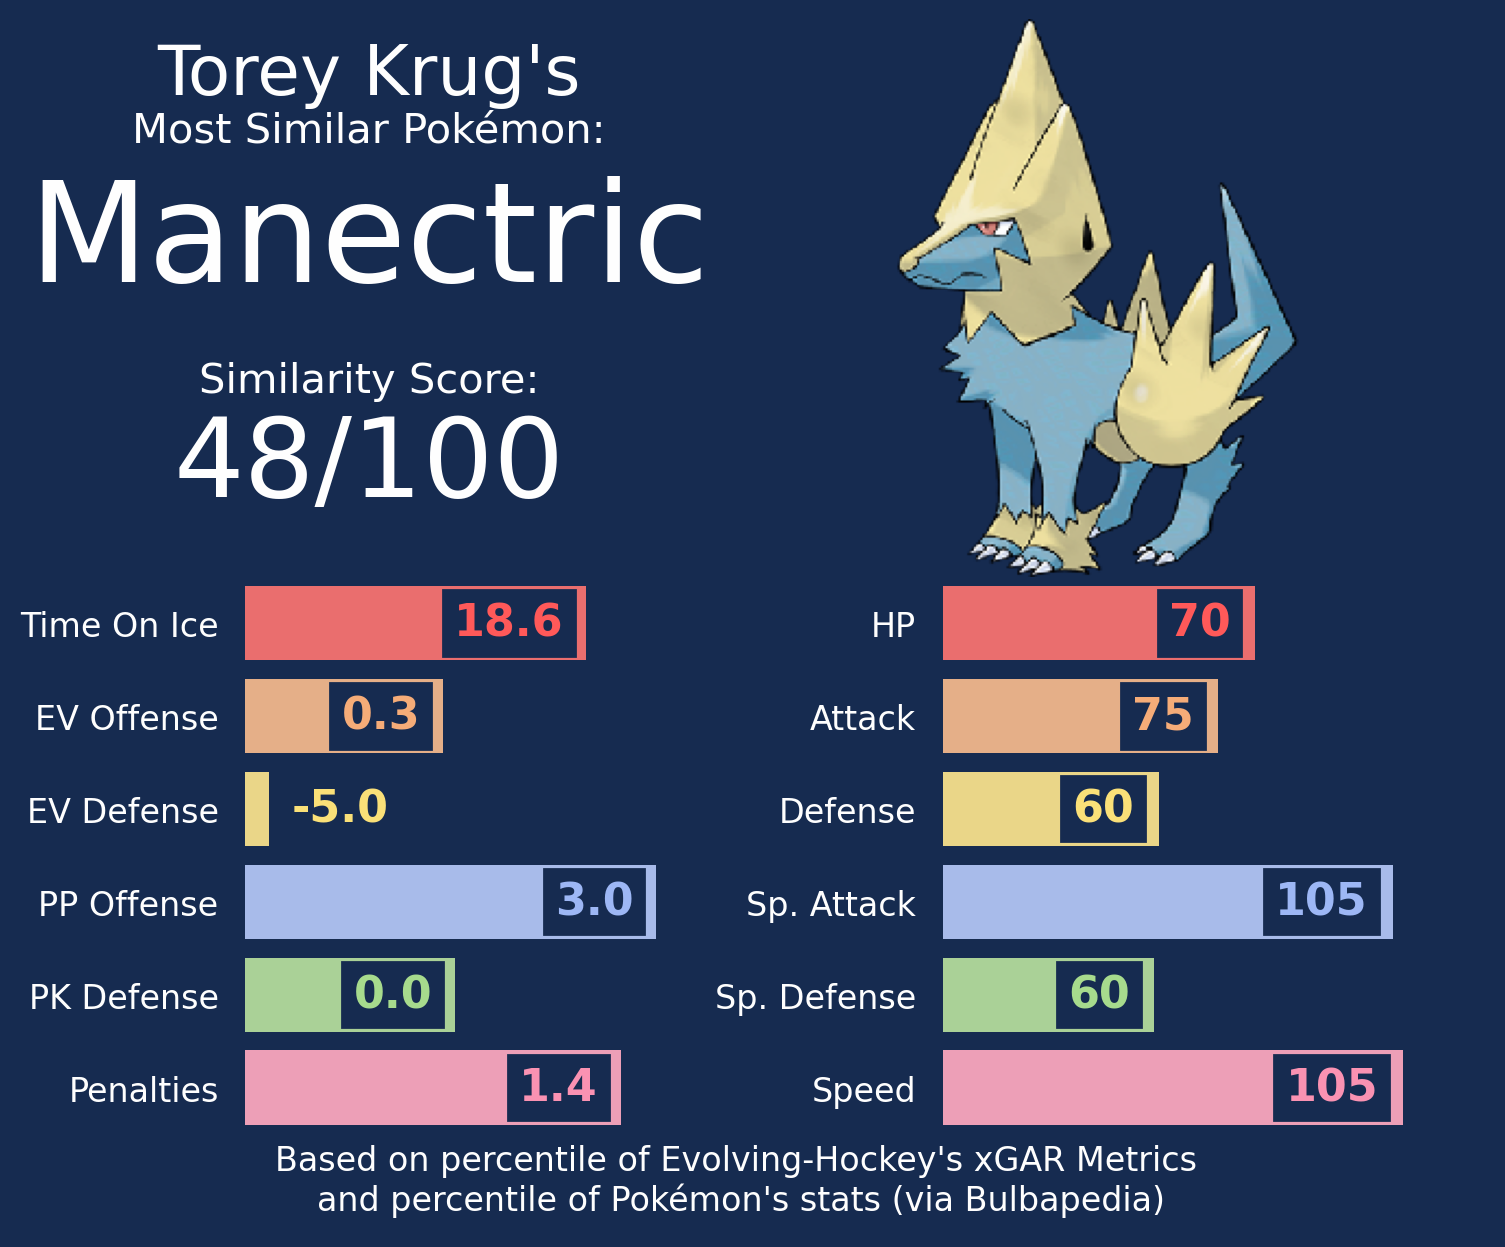 Torey Krug's
Most Similar Pokémon:
Manectric
Similarity Score:
48/100
Time On Ice 18.6
EV Offense 0.3
EV Defense -5.0
PP Offense 3.0
PK Defense 0.0
Penalties 1.4
HP 70
Attack 75
Defense 60
Sp. Attack 105
Sp. Defense 60
Speed 105
Based on percentile of Evolving-Hockey's xGAR Metrics
and percentile of Pokémon's stats (via Bulbapedia)